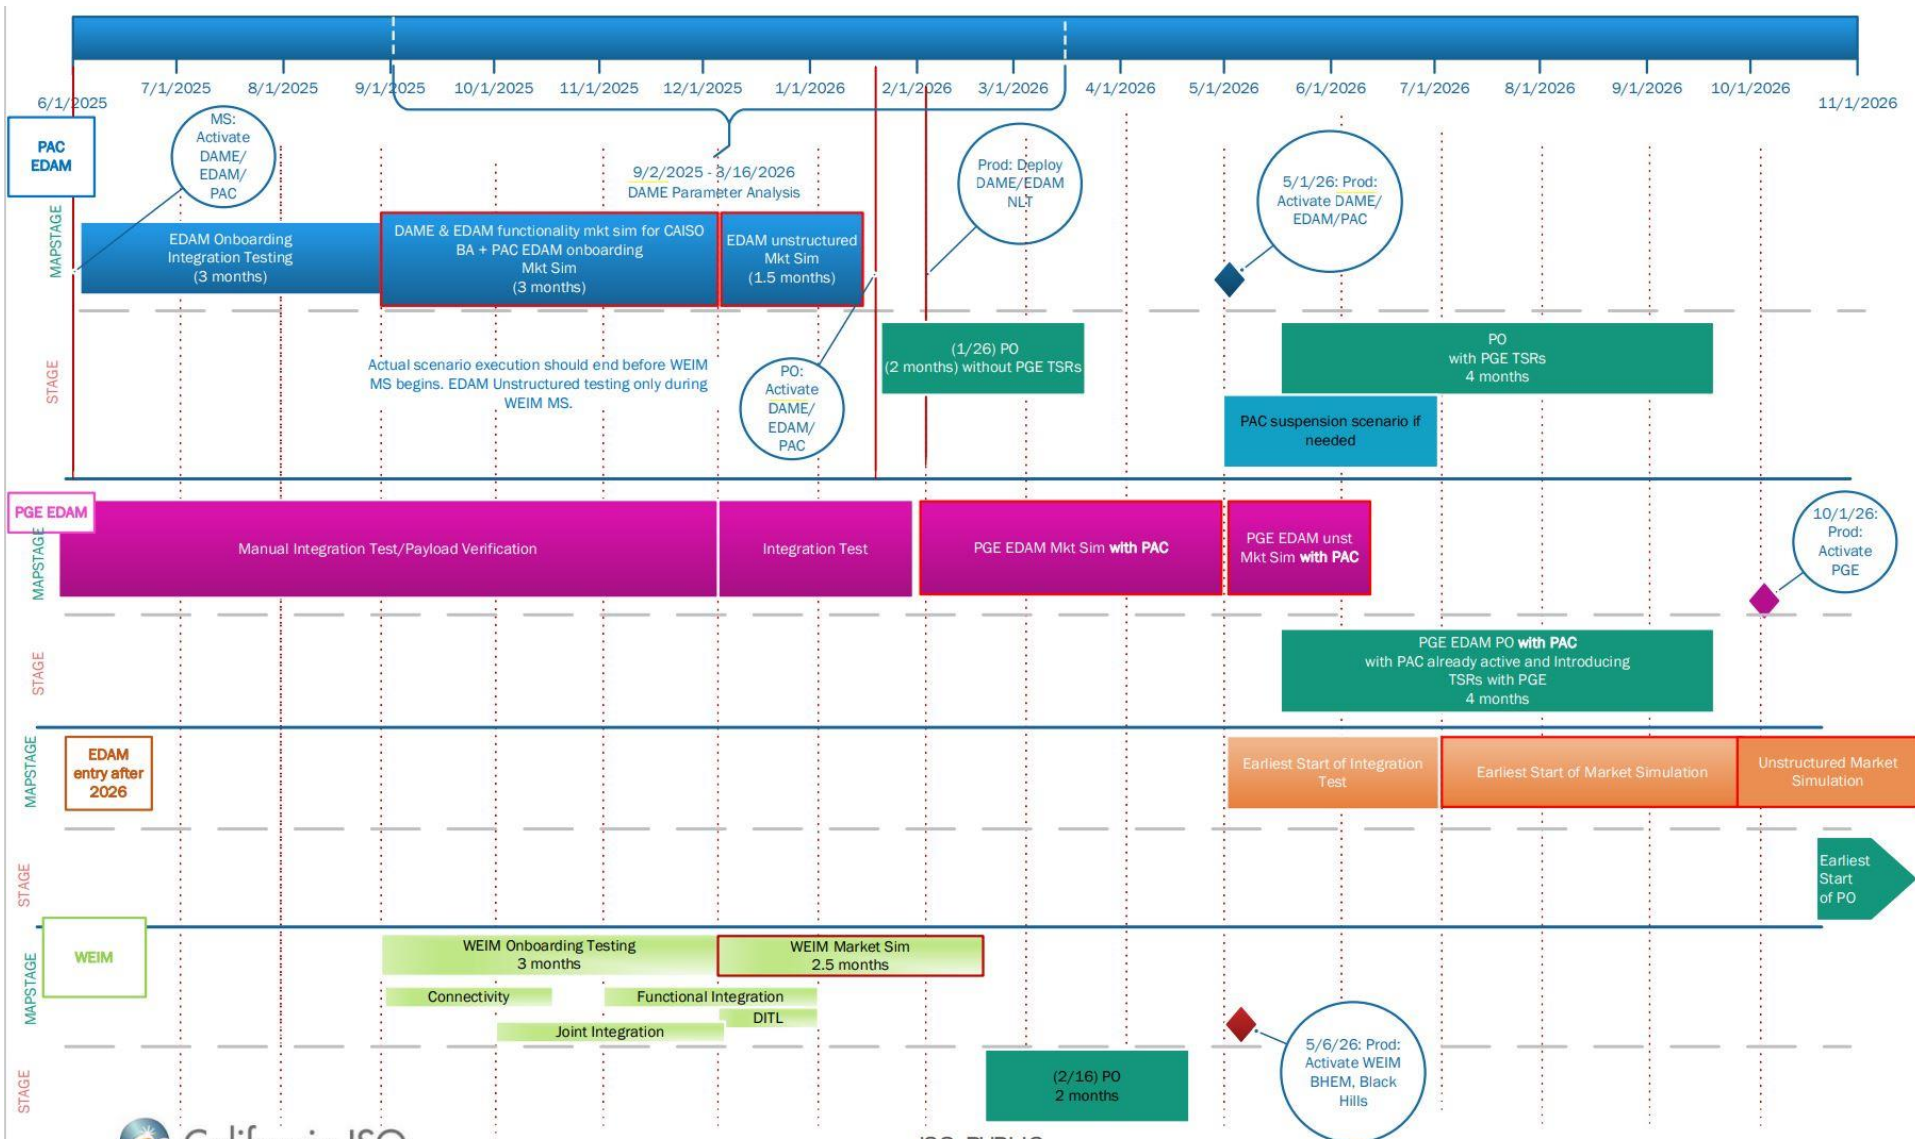 6/1/2025
7/1/2025
8/1/2025
9/1/2025
10/1/2025
11/1/2025
12/1/2025
1/1/2026
2/1/2026
3/1/2026
4/1/2026
5/1/2026
6/1/2026
7/1/2026
8/1/2026
9/1/2026
10/1/2026
11/1/2026
PAC
EDAM
MS:
Activate
DAME/
EDAM/
PAC
9/2/2025 - 3/16/2026
DAME Parameter Analysis
Prod: Deploy
DAME/EDAM
NLT
5/1/26: Prod:
Activate DAME/
EDAM/PAC
MAPSTAGE
EDAM Onboarding
Integration Testing
(3 months)
DAME & EDAM functionality mkt sim for CAISO
BA + PAC EDAM onboarding
Mkt Sim
(3 months)
EDAM unstructured
Mkt Sim
(1.5 months)
STAGE
Actual scenario execution should end before WEIM
MS begins. EDAM Unstructured testing only during
WEIM MS.
PO:
Activate
DAME/
EDAM/
PAC
(1/26) PO
(2 months) without PGE TSRs
PO
with PGE TSRs
4 months
PAC suspension scenario if
needed
PGE EDAM
MAPSTAGE
Manual Integration Test/Payload Verification
Integration Test
PGE EDAM Mkt Sim with PAC
PGE EDAM unst
Mkt Sim with PAC
10/1/26:
Prod:
Activate
PGE
STAGE
PGE EDAM PO with PAC
with PAC already active and Introducing
TSRs with PGE
4 months
MAPSTAGE
EDAM
entry after
2026
Earliest Start of Integration
Test
Earliest Start of Market Simulation
Unstructured Market
Simulation
STAGE
Earliest
Start
of PO
MAPSTAGE
WEIM
WEIM Onboarding Testing
3 months
WEIM Market Sim
2.5 months
Connectivity
Functional Integration
DITL
Joint Integration
5/6/26: Prod:
Activate WEIM
BHEM, Black
Hills
STAGE
(2/16) PO
2 months
California ISO
ISO PUBLIC